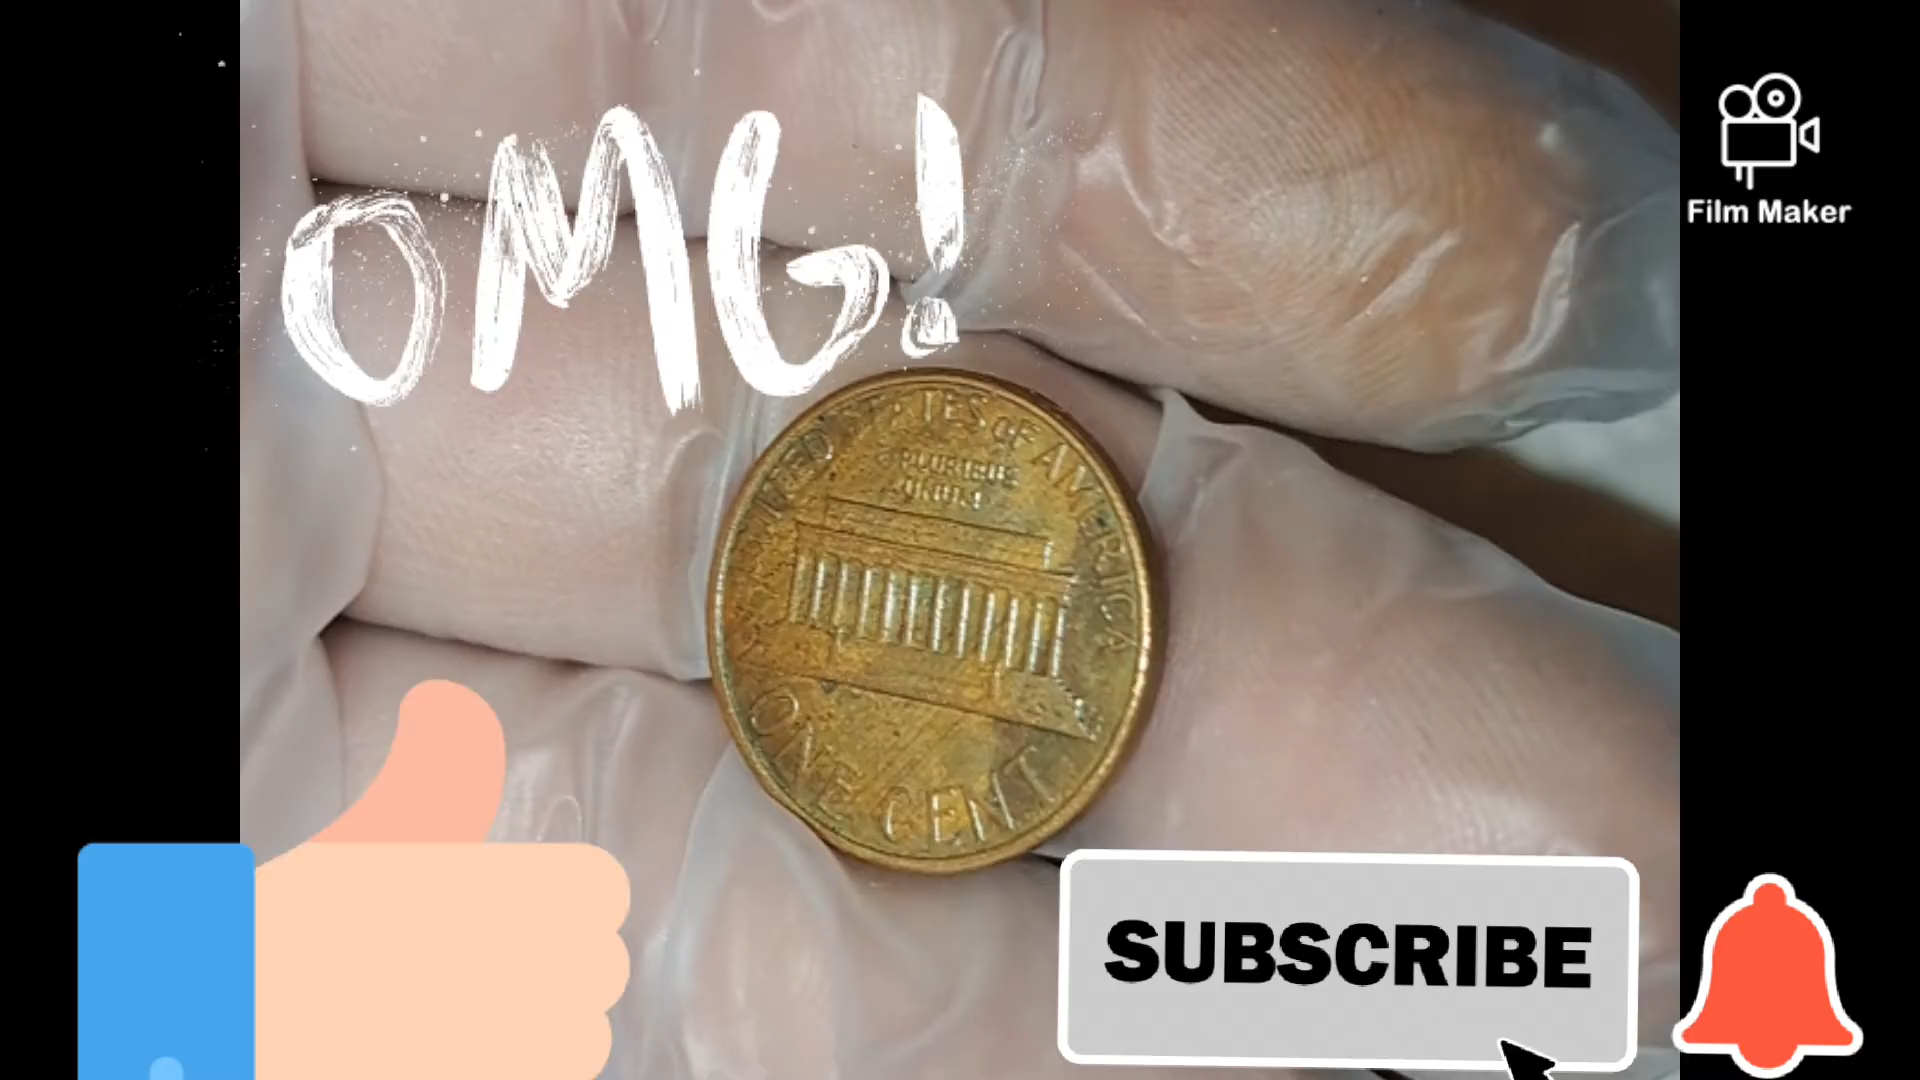 OMG!
Film Maker
UNITED STATES OF AMERICA
E PLURIBUS
UNUM
ONE CENT
SUBSCRIBE